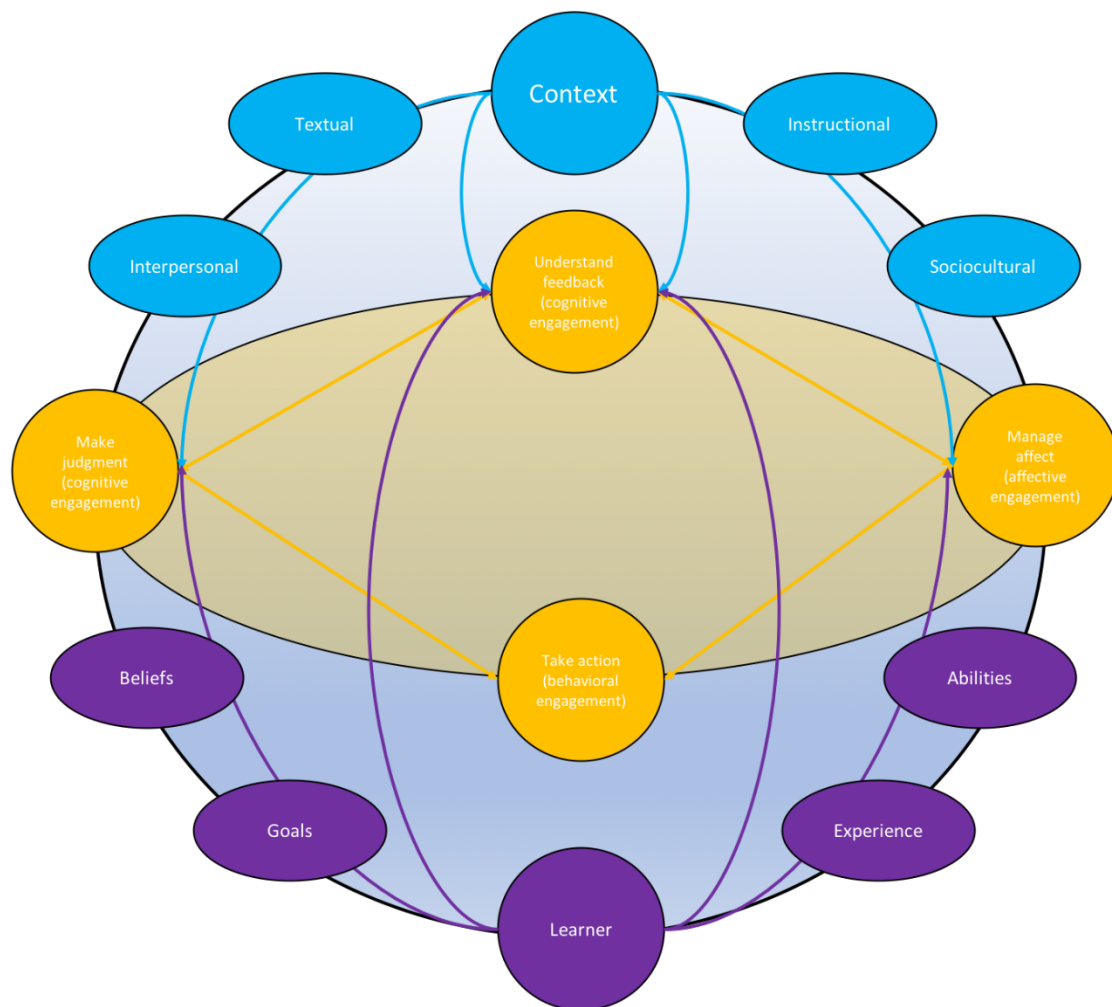 Context
Textual
Instructional
Interpersonal
Sociocultural
Understand
feedback
(cognitive
engagement)
Make
judgment
(cognitive
engagement)
Manage
affect
(affective
engagement)
Take action
(behavioral
engagement)
Beliefs
Abilities
Goals
Experience
Learner